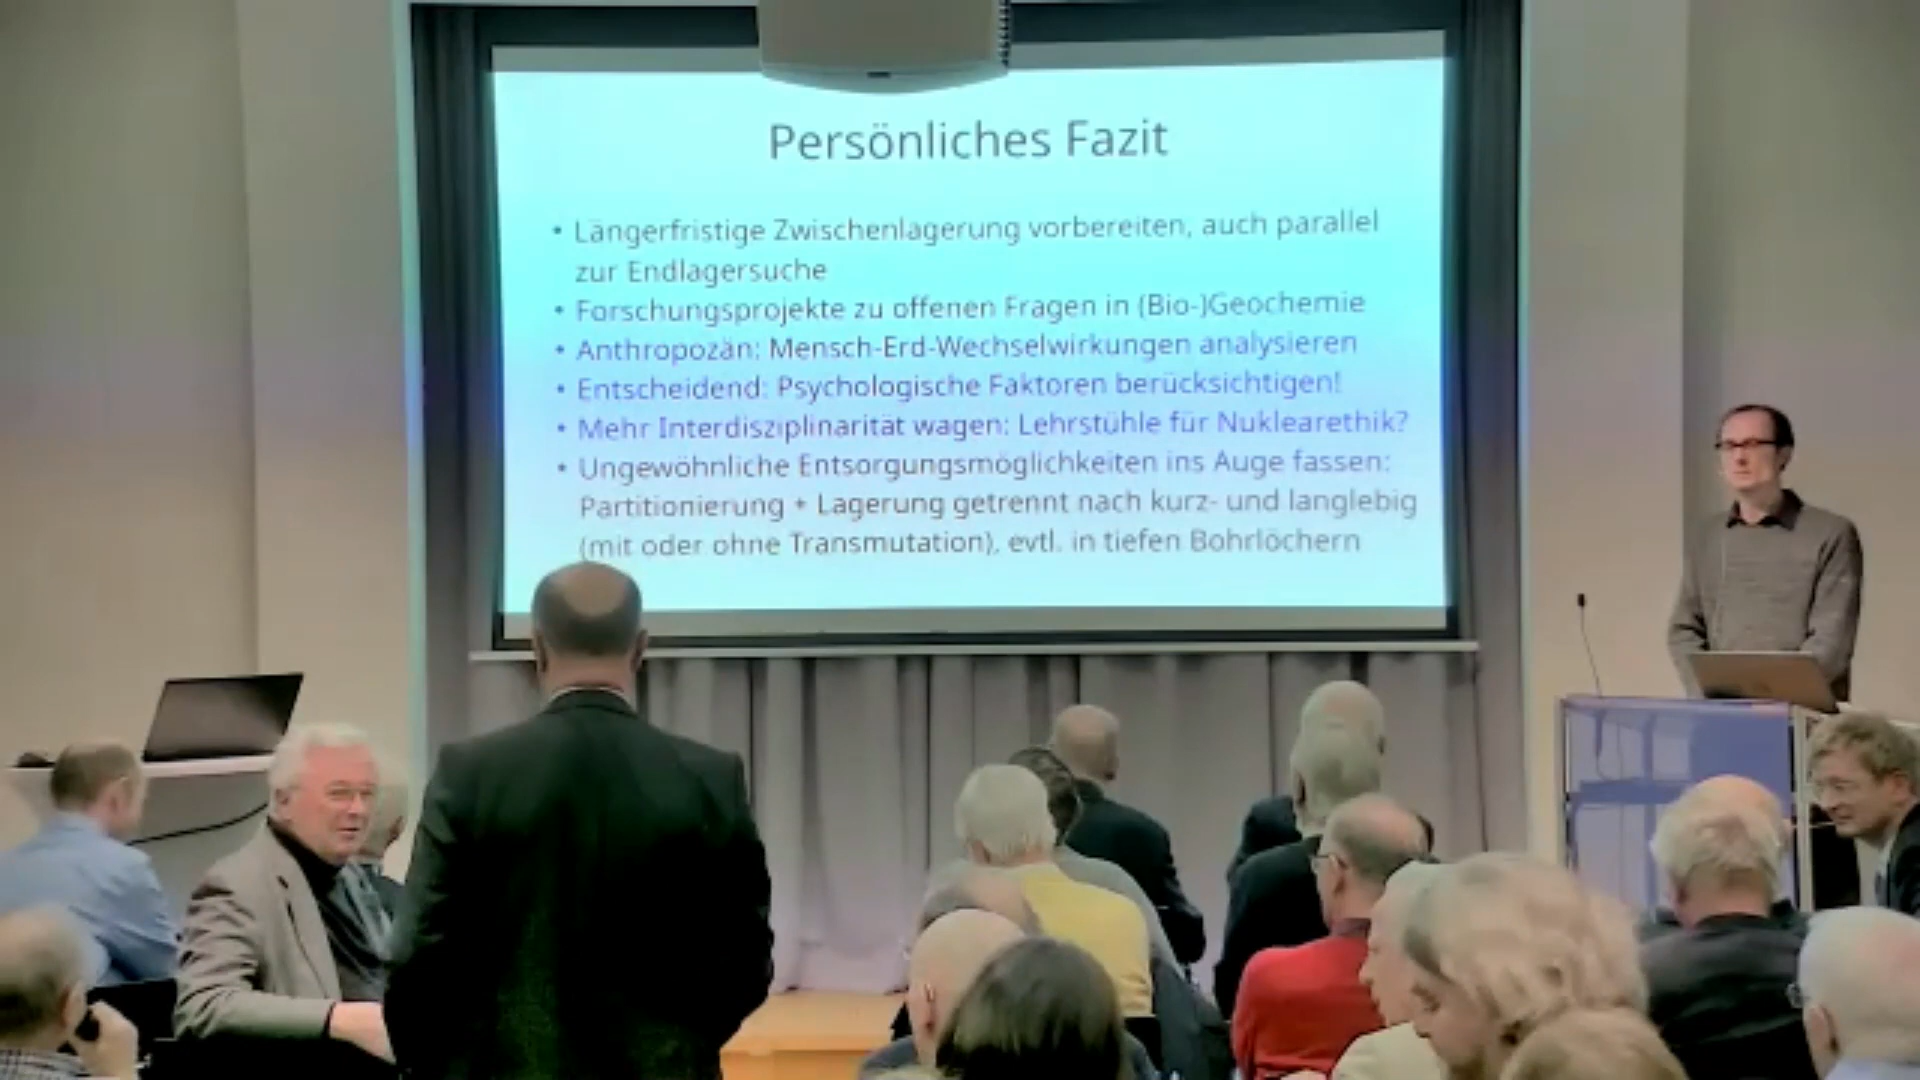 Persönliches Fazit
• Längerfristige Zwischenlagerung vorbereiten, auch parallel
zur Endlagersuche
• Forschungsprojekte zu offenen Fragen in (Bio-)Geochemie
• Anthropozän: Mensch-Erd-Wechselwirkungen analysieren
• Entscheidend: Psychologische Faktoren berücksichtigen!
• Mehr Interdisziplinarität wagen: Lehrstühle für Nuklearethik?
• Ungewöhnliche Entsorgungsmöglichkeiten ins Auge fassen:
Partitionierung + Lagerung getrennt nach kurz- und langlebig
(mit oder ohne Transmutation), evtl. in tiefen Bohrlöchern